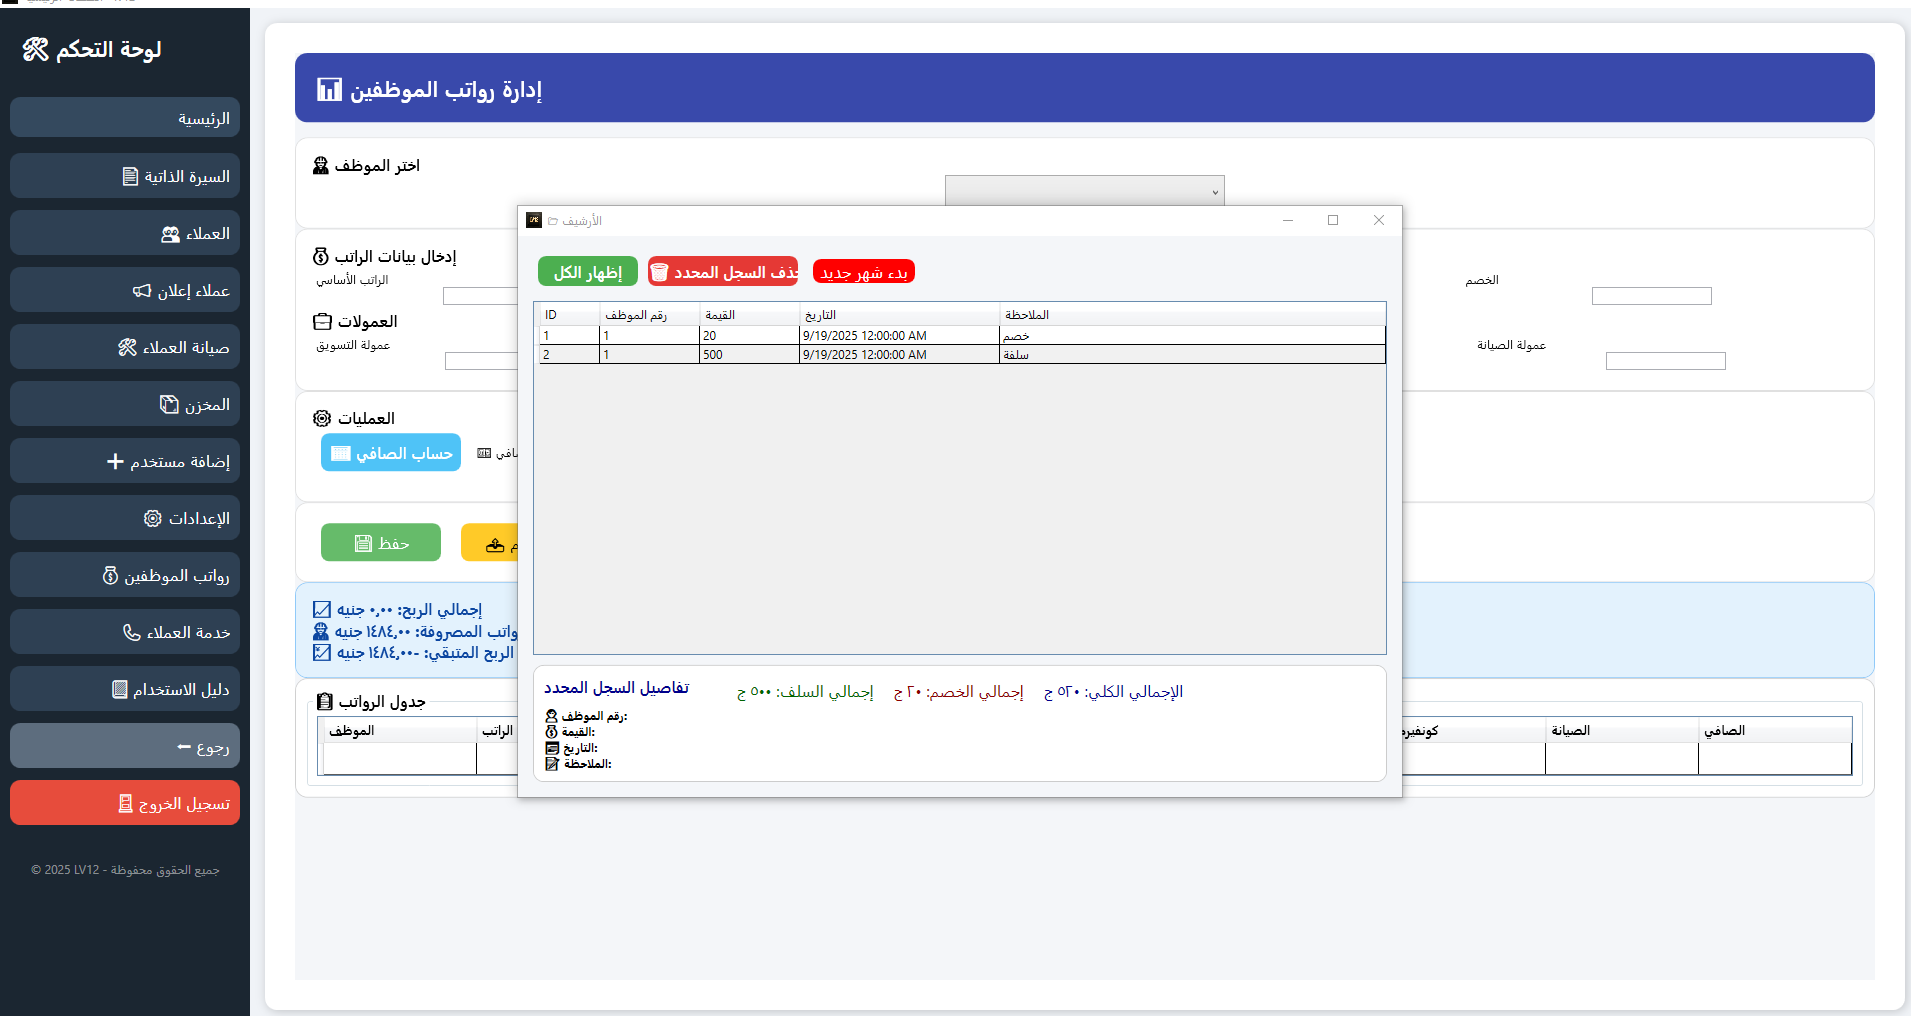 لوحة التحكم
الرئيسية
السيرة الذاتية
العملاء
عملاء إعلان
صيانة العملاء
المخزن
إضافة مستخدم
الإعدادات
رواتب الموظفين
خدمة العملاء
دليل الاستخدام
رجوع
تسجيل الخروج
جميع الحقوق محفوظة - LV12 2025 ©
إدارة رواتب الموظفين
اختر الموظف
إدخال بيانات الراتب
الراتب الأساسي
الخصم
العمولات
عمولة التسويق
عمولة الصيانة
العمليات
حساب الصافي
حفظ
إجمالي الربح: ٠,٠٠ جنيه
واتب المصروفة: ١٤٨٤,٠٠ جنيه
الربح المتبقي: -١٤٨٤,٠٠ جنيه
جدول الرواتب
الموظف
الراتب
كونفيرم
الصيانة
الصافي
الأرشيف
إظهار الكل
حذف السجل المحدد
بدء شهر جديد
ID رقم الموظف القيمة التاريخ الملاحظة
1 1 20 9/19/2025 12:00:00 AM خصم
2 1 500 9/19/2025 12:00:00 AM سلفة
تفاصيل السجل المحدد
إجمالي السلف: ٥٠٠ ج
إجمالي الخصم: ٢٠ ج
الإجمالي الكلي: ٥٢٠ ج
رقم الموظف:
القيمة:
التاريخ:
الملاحظة: